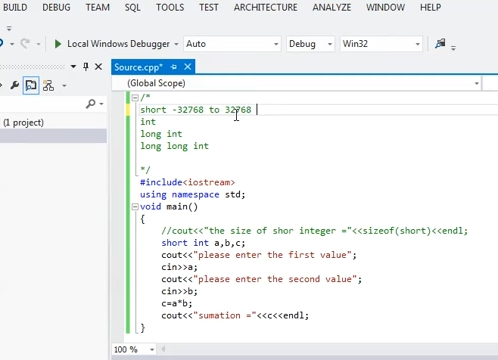 BUILD DEBUG TEAM SQL TOOLS TEST ARCHITECTURE ANALYZE WINDOW HELP
Local Windows Debugger Auto Debug Win32
Source.cpp*
(Global Scope)
(1 project)
/*
short -32768 to 32768
int
long int
long long int
*/
#include<iostream>
using namespace std;
void main()
{
//cout<<"the size of shor integer ="<<sizeof(short)<<endl;
short int a,b,c;
cout<<"please enter the first value";
cin>>a;
cout<<"please enter the second value";
cin>>b;
c=a*b;
cout<<"sumation ="<<c<<endl;
}
100 %